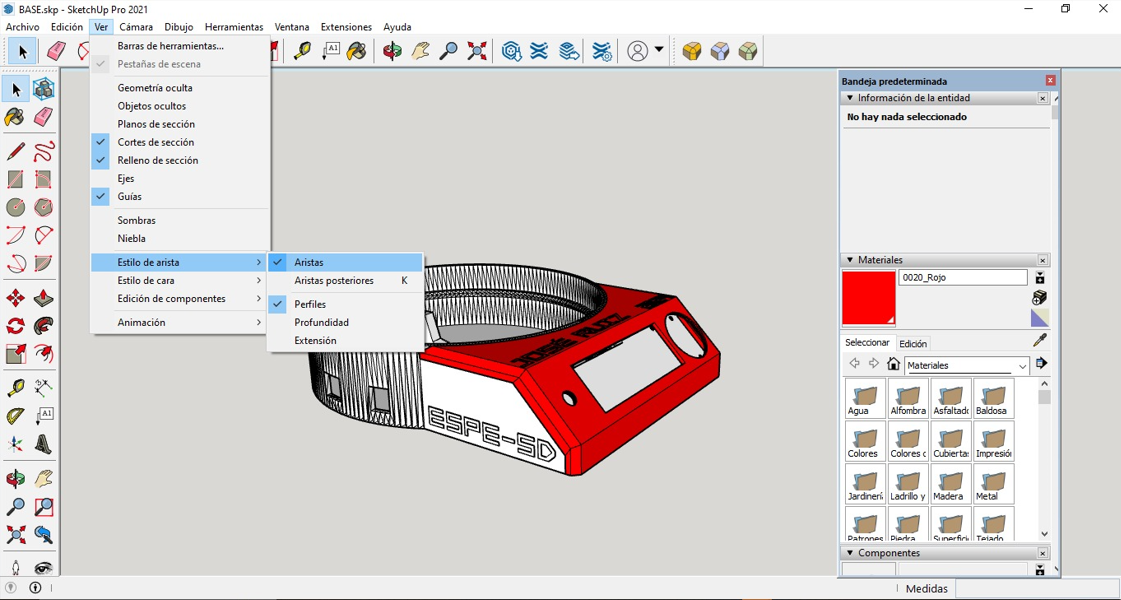 BASE.skp - SketchUp Pro 2021
Archivo Edición Ver Cámara Dibujo Herramientas Ventana Extensiones Ayuda
Barras de herramientas...
Pestañas de escena
Geometría oculta
Objetos ocultos
Planos de sección
Cortes de sección
Relleno de sección
Ejes
Guías
Sombras
Niebla
Estilo de arista
Estilo de cara
Edición de componentes
Animación
Aristas
Aristas posteriores K
Perfiles
Profundidad
Extensión
A1
A1
JOSÉ RUIZ
ESPE-SD
Bandeja predeterminada
Información de la entidad
No hay nada seleccionado
Materiales
0020_Rojo
Seleccionar Edición
Materiales
Agua Alfombra Asfaltado Baldosa
Colores Colores d Cubierta: Impresió
Jardinerí Ladrillo y Madera Metal
Patrones Piedra Superfici Tejado
Componentes
Medidas